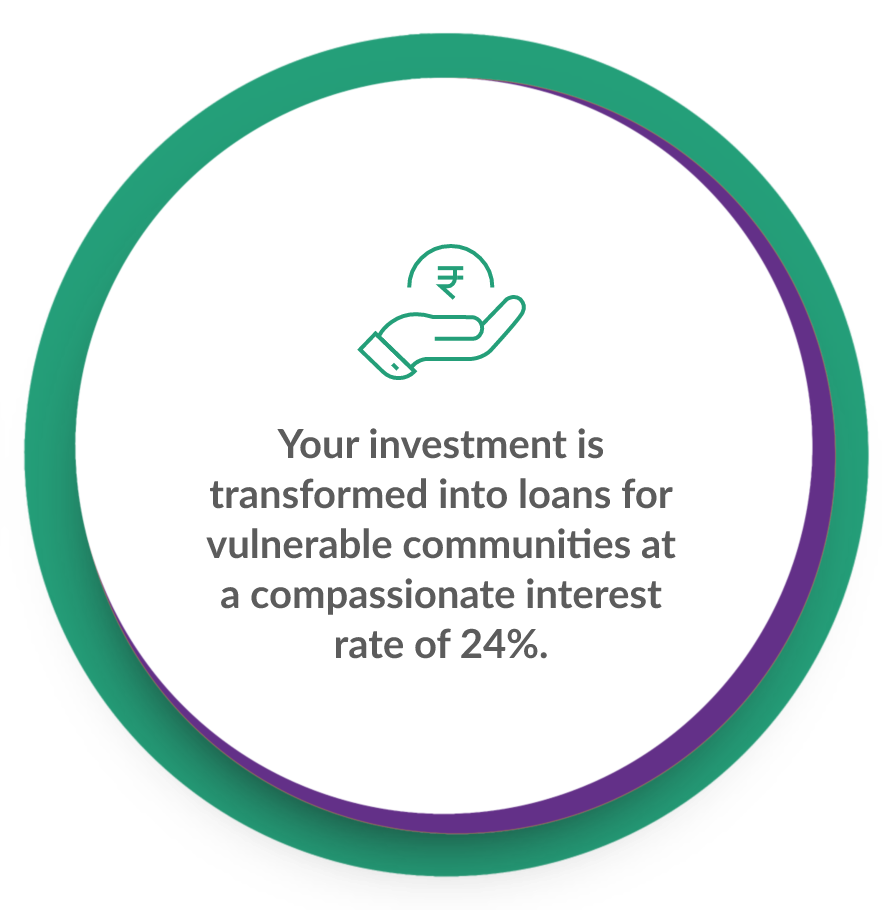 ₹
Your investment is
transformed into loans for
vulnerable communities at
a compassionate interest
rate of 24%.